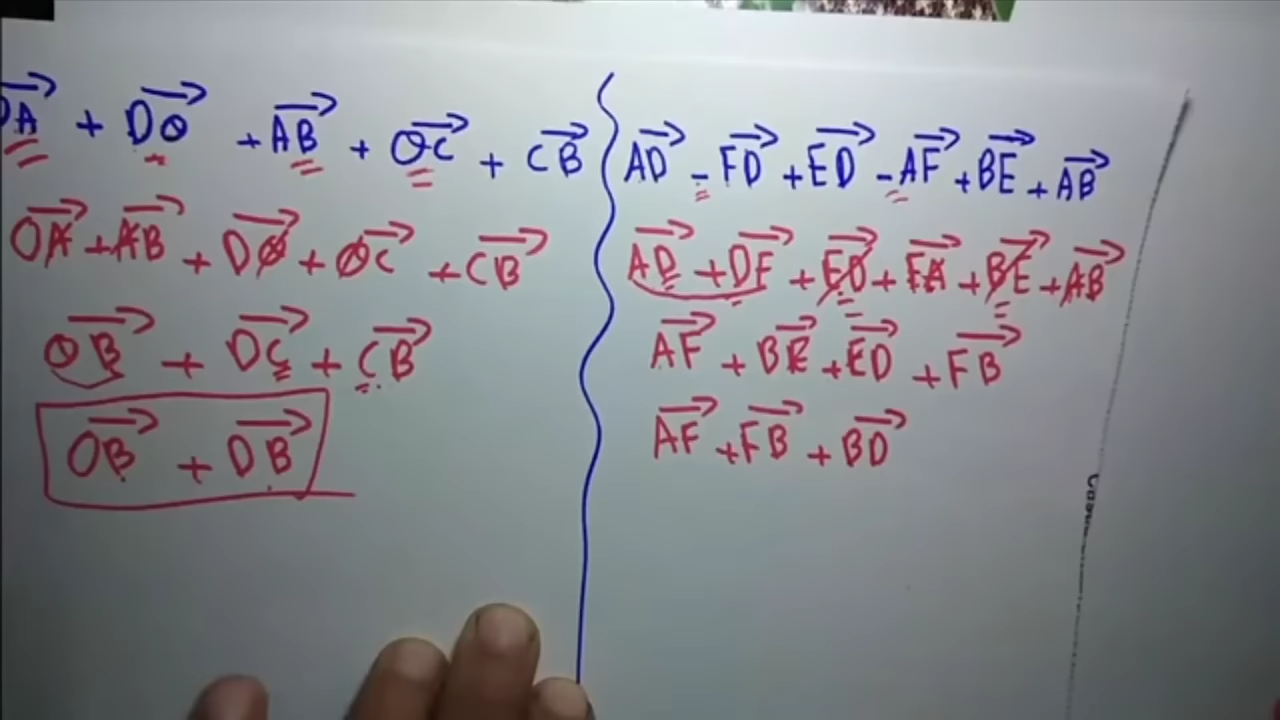 OA + DO + AB + OC + CB
OA + AB + DO + OC + CB
OB + DC + CB
OB + DB
AD - FD + ED - AF + BE + AB
AD + DF + ED + FA + BE + AB
AF + BE + ED + FB
AF + FB + BD